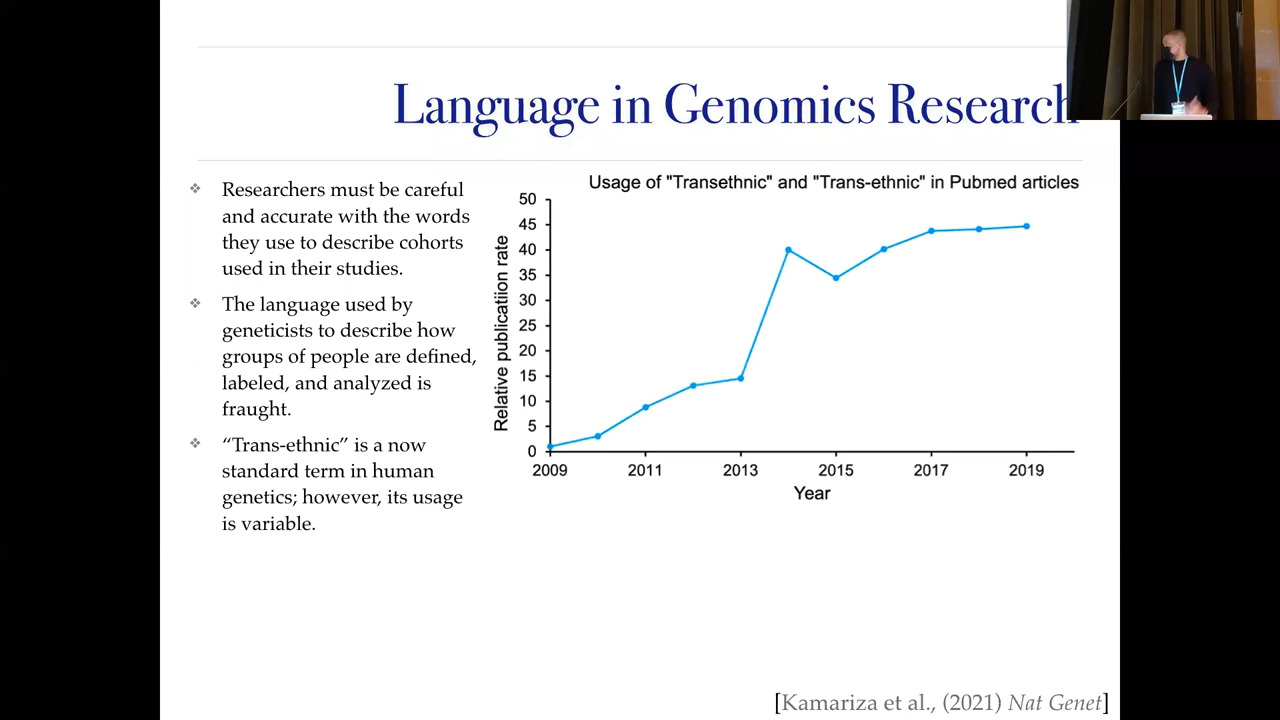 Language in Genomics Research
❖ Researchers must be careful
and accurate with the words
they use to describe cohorts
used in their studies.
❖ The language used by
geneticists to describe how
groups of people are defined,
labeled, and analyzed is
fraught.
❖ “Trans-ethnic” is a now
standard term in human
genetics; however, its usage
is variable.
Usage of "Transethnic" and "Trans-ethnic" in Pubmed articles
Relative publicatiion rate
50
45
40
35
30
25
20
15
10
5
0
2009 2011 2013 2015 2017 2019
Year
[Kamariza et al., (2021) Nat Genet]